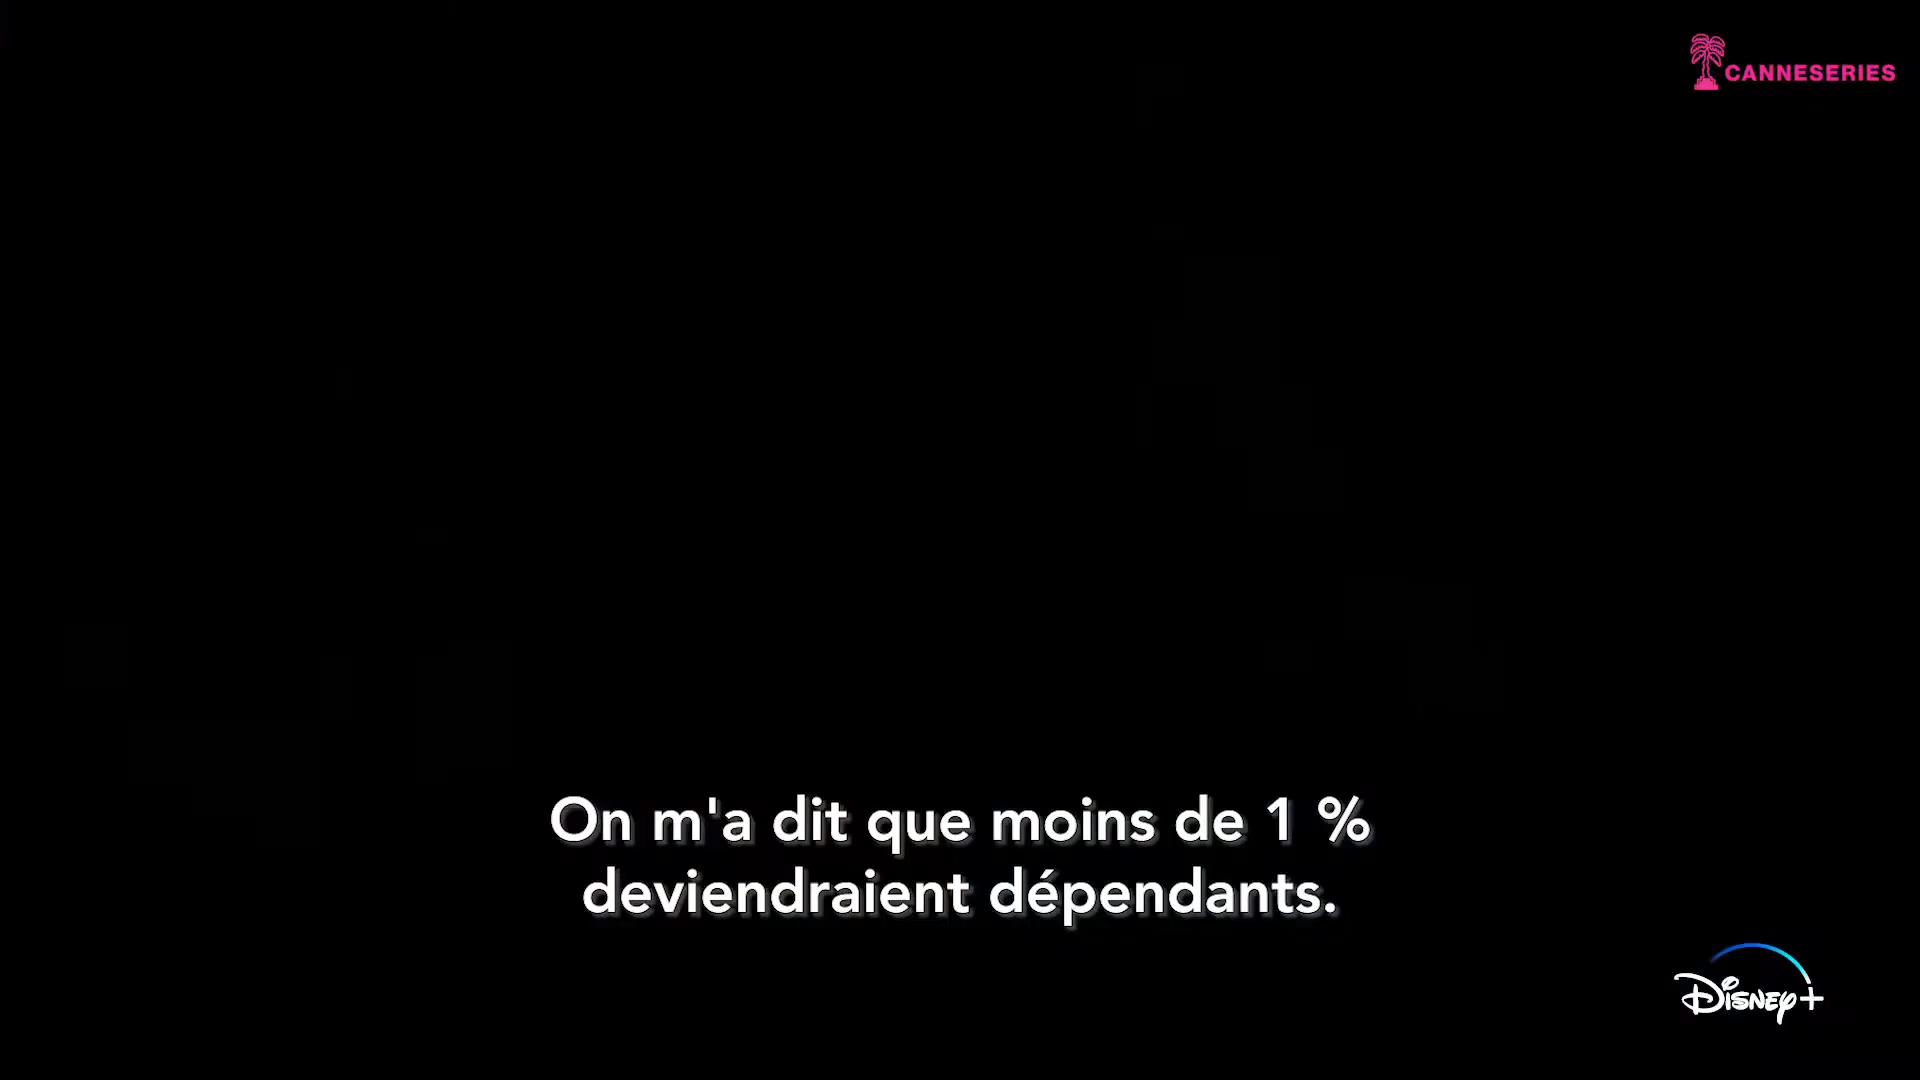 CANNESERIES
On m'a dit que moins de 1 %
deviendraient dépendants.
Disney+